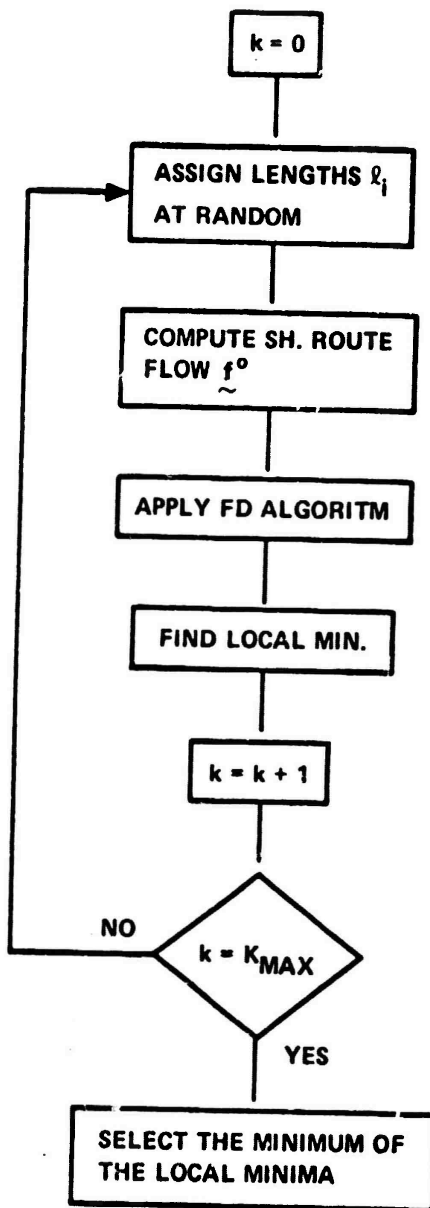 k = 0
ASSIGN LENGTHS ℓi
AT RANDOM
COMPUTE SH. ROUTE
FLOW f°
APPLY FD ALGORITM
FIND LOCAL MIN.
k = k + 1
NO
k = KMAX
YES
SELECT THE MINIMUM OF
THE LOCAL MINIMA